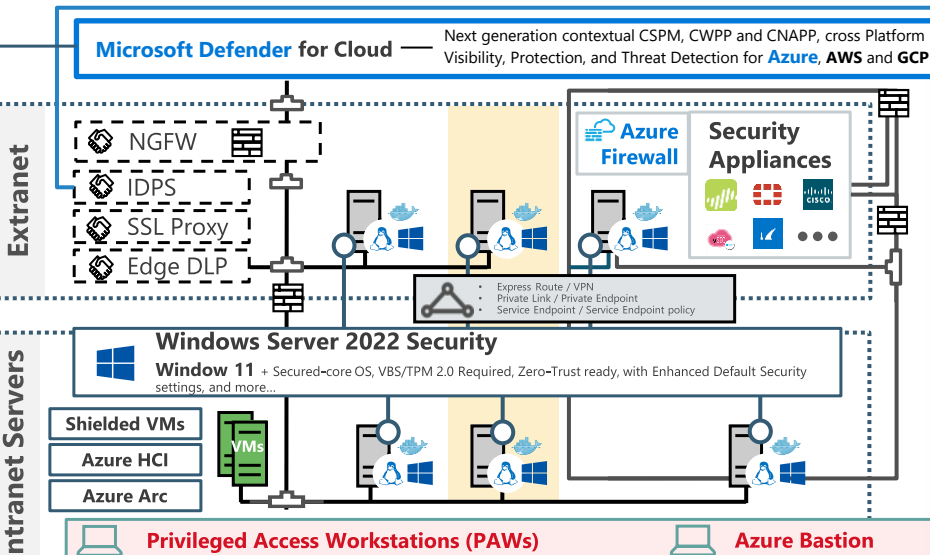 Microsoft Defender for Cloud
Next generation contextual CSPM, CWPP and CNAPP, cross Platform
Visibility, Protection, and Threat Detection for Azure, AWS and GCP
Extranet
NGFW
IDPS
SSL Proxy
Edge DLP
Azure
Firewall
Security
Appliances
CISCO
• Express Route / VPN
• Private Link / Private Endpoint
• Service Endpoint / Service Endpoint policy
Intranet Servers
Windows Server 2022 Security
Window 11 + Secured-core OS, VBS/TPM 2.0 Required, Zero-Trust ready, with Enhanced Default Security
settings, and more...
Shielded VMs
Azure HCI
Azure Arc
VMs
Privileged Access Workstations (PAWs)
Azure Bastion